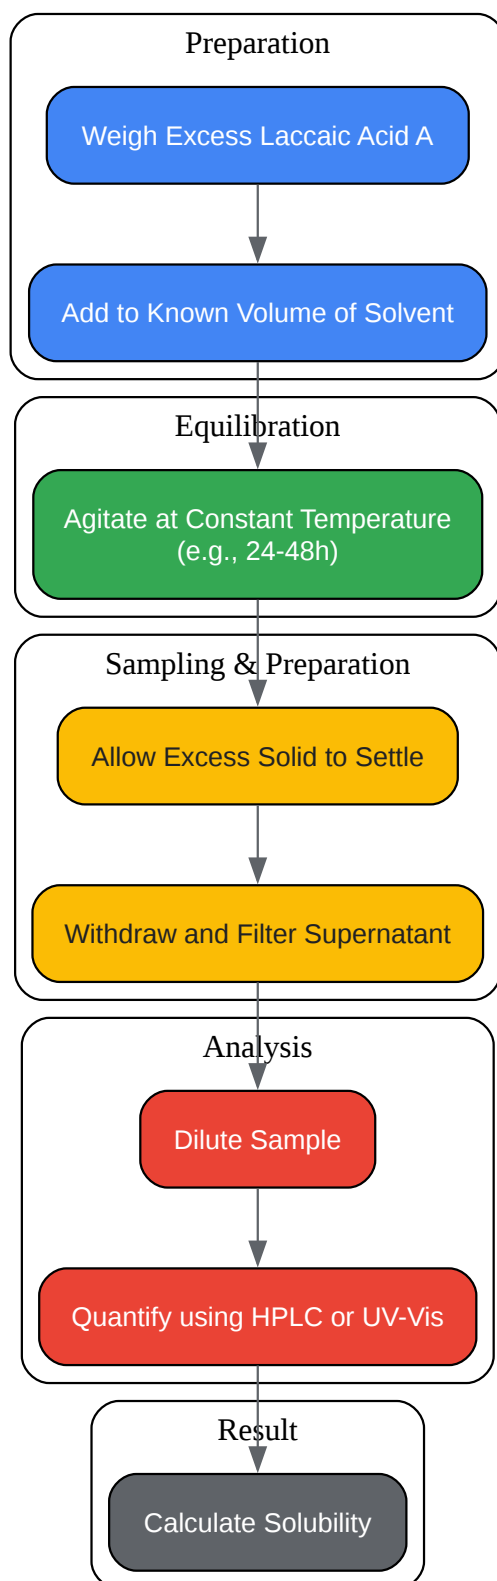 Preparation
Weigh Excess Laccaic Acid A
Add to Known Volume of Solvent
Equilibration
Agitate at Constant Temperature
(e.g., 24-48h)
Sampling & Preparation
Allow Excess Solid to Settle
Withdraw and Filter Supernatant
Analysis
Dilute Sample
Quantify using HPLC or UV-Vis
Result
Calculate Solubility